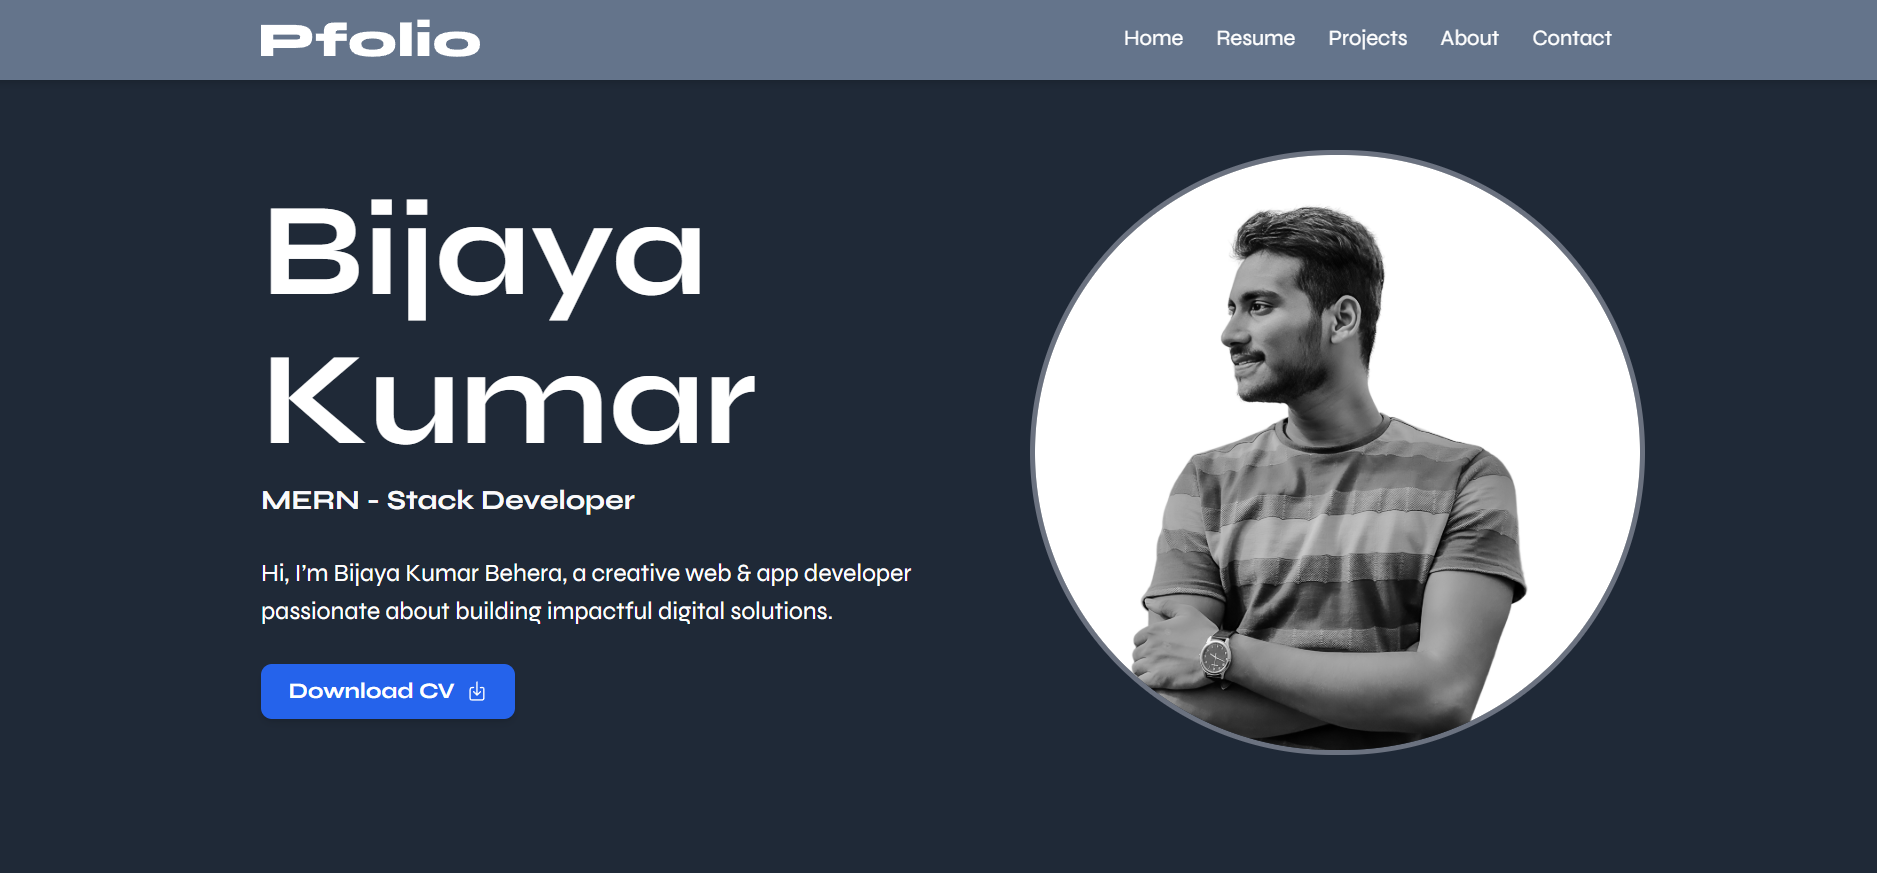 Pfolio
Home Resume Projects About Contact
Bijaya
Kumar
MERN - Stack Developer
Hi, I’m Bijaya Kumar Behera, a creative web & app developer
passionate about building impactful digital solutions.
Download CV